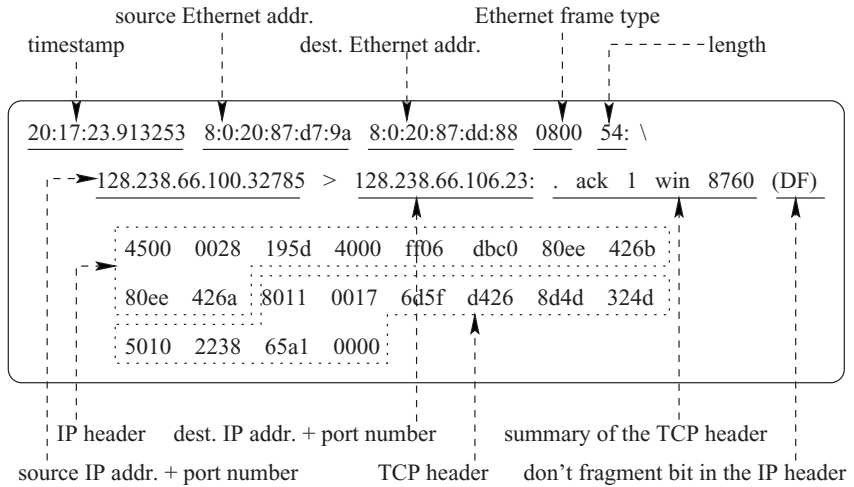 source Ethernet addr. Ethernet frame type
timestamp dest. Ethernet addr. length
20:17:23.913253 8:0:20:87:d7:9a 8:0:20:87:dd:88 0800 54: \
128.238.66.100.32785 > 128.238.66.106.23: . ack 1 win 8760 (DF)
4500 0028 195d 4000 ff06 dbc0 80ee 426b
80ee 426a 8011 0017 6d5f d426 8d4d 324d
5010 2238 65a1 0000
IP header dest. IP addr. + port number summary of the TCP header
source IP addr. + port number TCP header don't fragment bit in the IP header